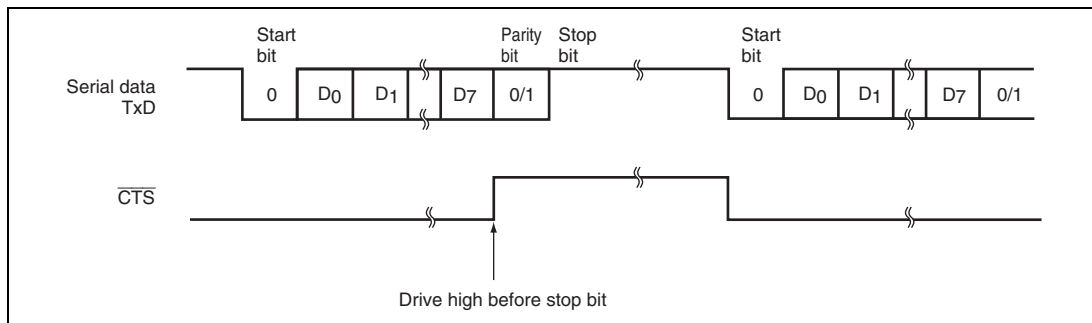 Start bit
Parity bit
Stop bit
Start bit
Serial data TxD
0
D0
D1
D7
0/1
0
D0
D1
D7
0/1
CTS
Drive high before stop bit